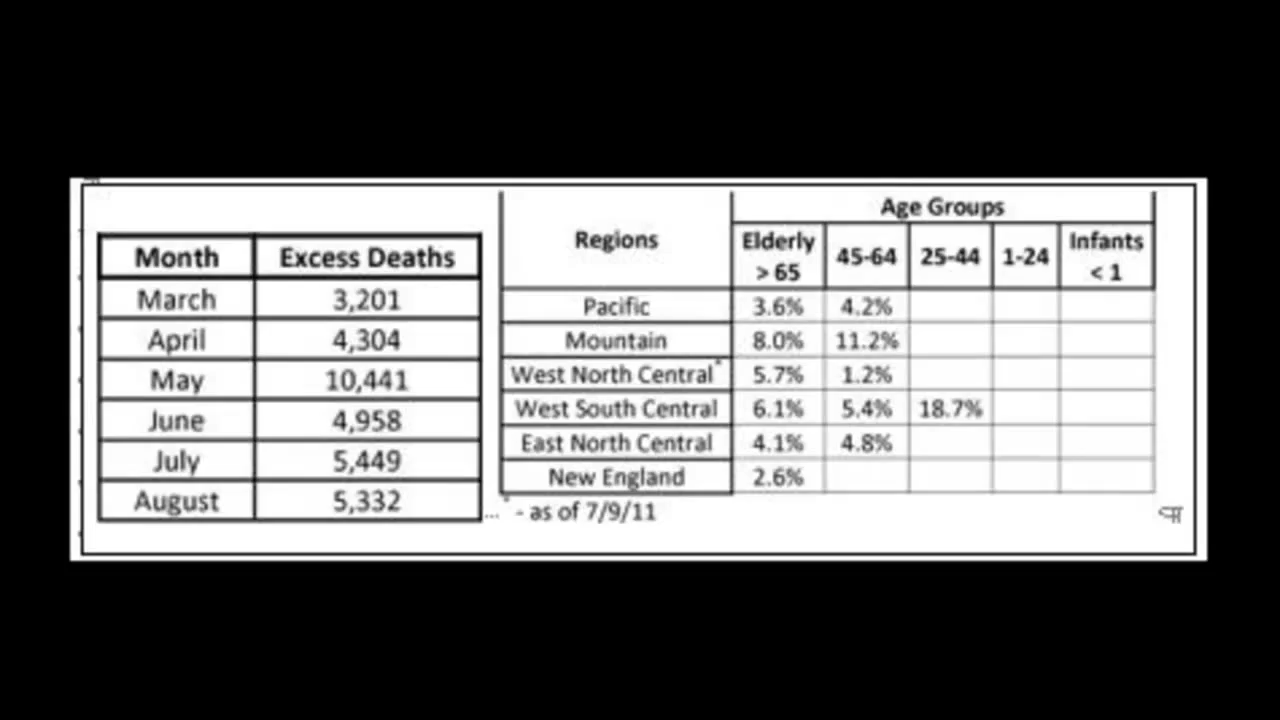 Month Excess Deaths
March 3,201
April 4,304
May 10,441
June 4,958
July 5,449
August 5,332
Age Groups
Regions Elderly > 65 45-64 25-44 1-24 Infants < 1
Pacific 3.6% 4.2%
Mountain 8.0% 11.2%
West North Central* 5.7% 1.2%
West South Central 6.1% 5.4% 18.7%
East North Central 4.1% 4.8%
New England 2.6%
...* - as of 7/9/11
¶